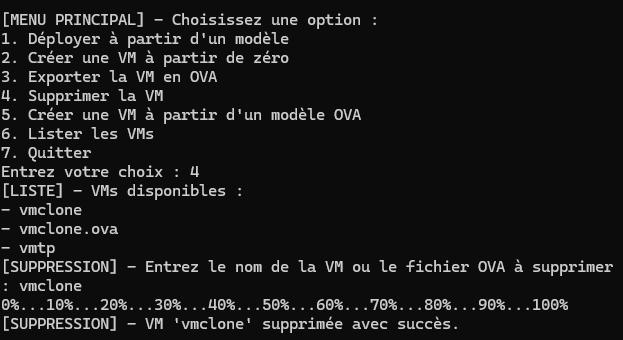 [MENU PRINCIPAL] – Choisissez une option :
1. Déployer à partir d'un modèle
2. Créer une VM à partir de zéro
3. Exporter la VM en OVA
4. Supprimer la VM
5. Créer une VM à partir d'un modèle OVA
6. Lister les VMs
7. Quitter
Entrez votre choix : 4
[LISTE] – VMs disponibles :
– vmclone
– vmclone.ova
– vmtp
[SUPPRESSION] – Entrez le nom de la VM ou le fichier OVA à supprimer
: vmclone
0%...10%...20%...30%...40%...50%...60%...70%...80%...90%...100%
[SUPPRESSION] – VM 'vmclone' supprimée avec succès.